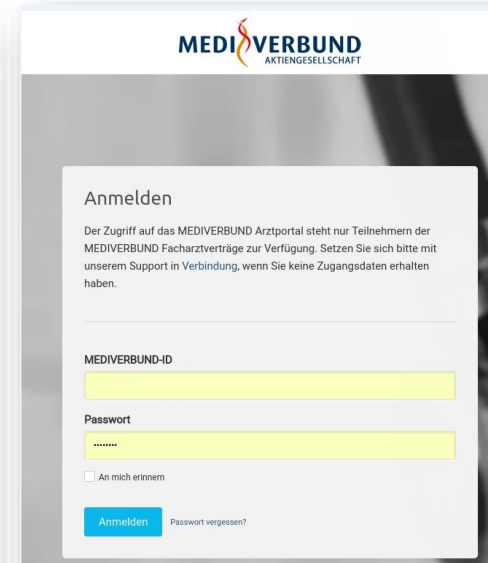 MEDIVERBUND
AKTIENGESELLSCHAFT
Anmelden
Der Zugriff auf das MEDIVERBUND Arztportal steht nur Teilnehmern der
MEDIVERBUND Facharztverträge zur Verfügung. Setzen Sie sich bitte mit
unserem Support in Verbindung, wenn Sie keine Zugangsdaten erhalten
haben.
MEDIVERBUND-ID
Passwort
••••••••
An mich erinnern
Anmelden Passwort vergessen?